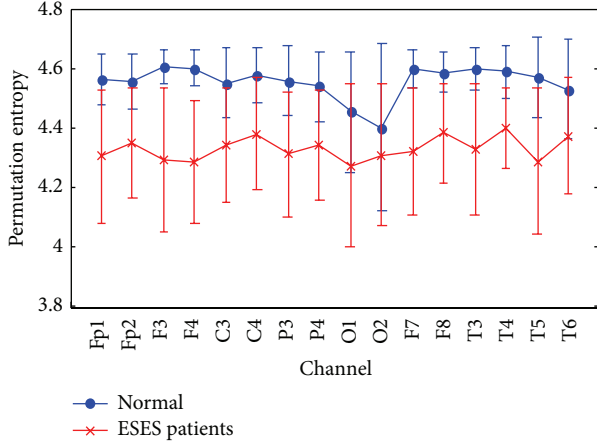 4.8
4.6
4.4
4.2
4
3.8
Permutation entropy
Fp1 Fp2 F3 F4 C3 C4 P3 P4 O1 O2 F7 F8 T3 T4 T5 T6
Channel
Normal
ESES patients